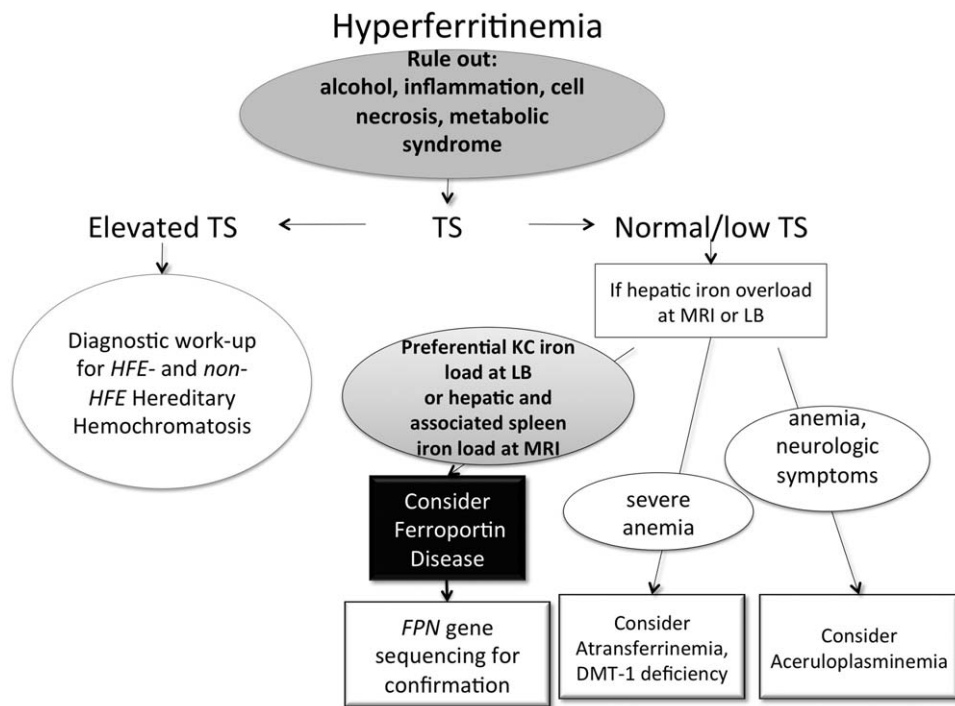 Hyperferritinemia
Rule out:
alcohol, inflammation, cell
necrosis, metabolic
syndrome
Elevated TS
TS
Normal/low TS
Diagnostic work-up
for HFE- and non-
HFE Hereditary
Hemochromatosis
If hepatic iron overload
at MRI or LB
Preferential KC iron
load at LB
or hepatic and
associated spleen
iron load at MRI
severe
anemia
anemia,
neurologic
symptoms
Consider
Ferroportin
Disease
FPN gene
sequencing for
confirmation
Consider
Atransferrinemia,
DMT-1 deficiency
Consider
Aceruloplasminemia